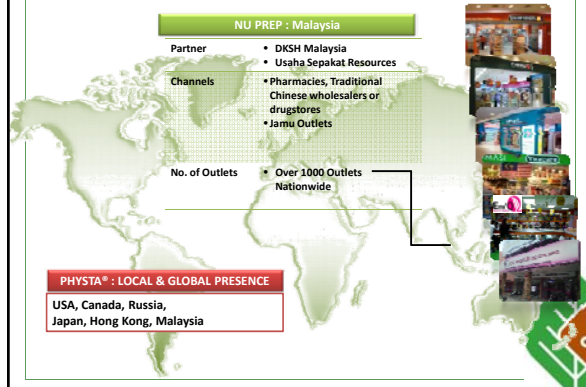 NU PREP : Malaysia
Partner
• DKSH Malaysia
• Usaha Sepakat Resources
Channels
• Pharmacies, Traditional
Chinese wholesalers or
drugstores
• Jamu Outlets
No. of Outlets
• Over 1000 Outlets
Nationwide
PHYSTA® : LOCAL & GLOBAL PRESENCE
USA, Canada, Russia,
Japan, Hong Kong, Malaysia